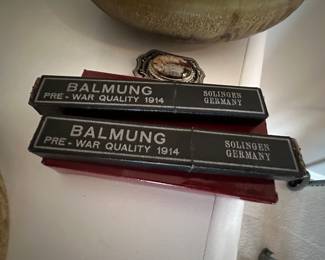 BALMUNG
PRE-WAR QUALITY 1914
SOLINGEN
GERMANY
BALMUNG
PRE-WAR QUALITY 1914
SOLINGEN
GERMANY